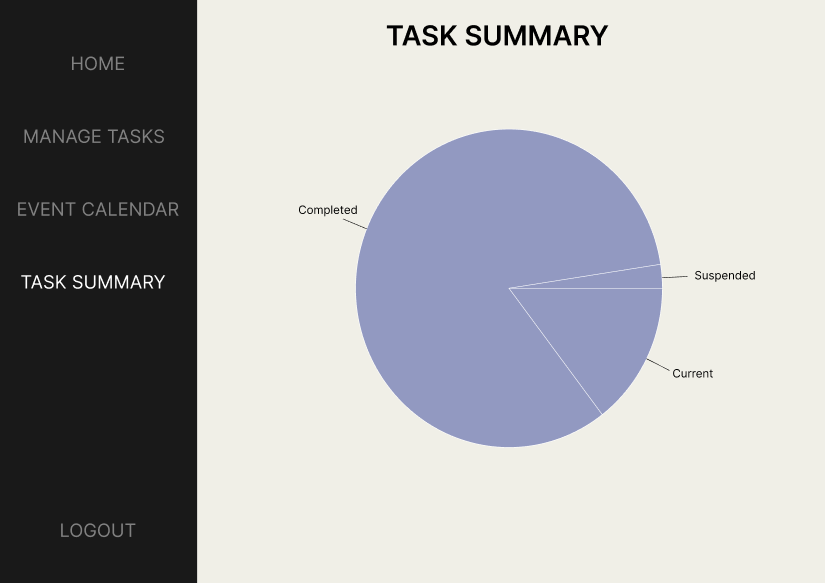 HOME
MANAGE TASKS
EVENT CALENDAR
TASK SUMMARY
LOGOUT
TASK SUMMARY
Completed
Suspended
Current